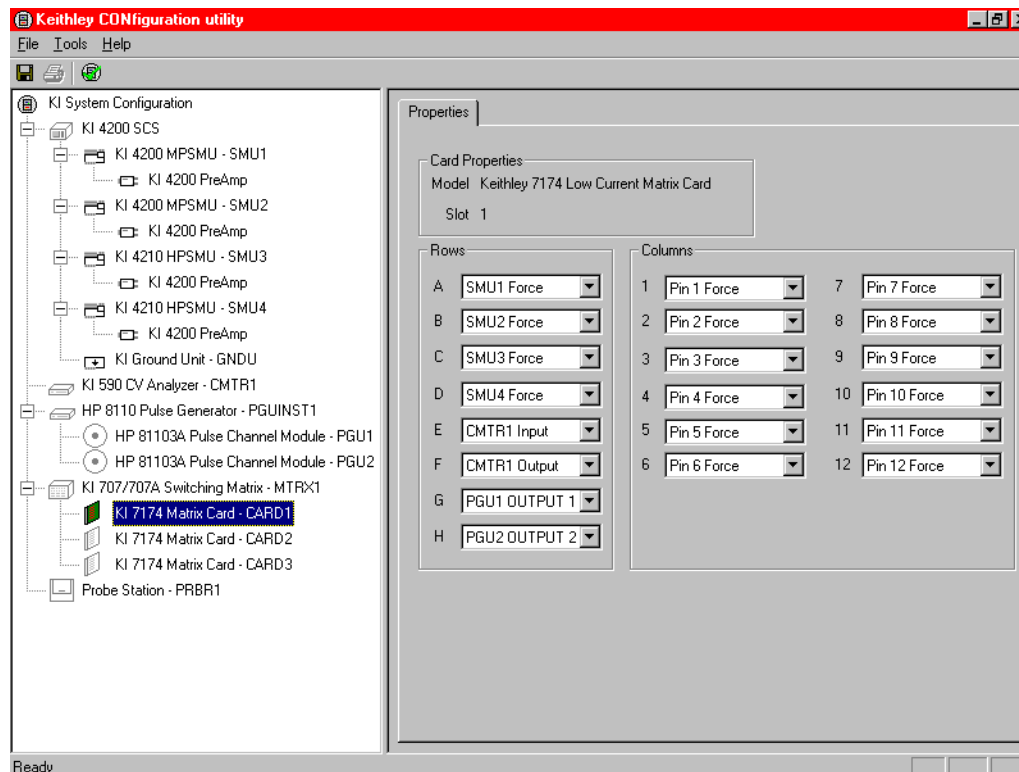 Keithley CONfiguration utility
File Tools Help
KI System Configuration
KI 4200 SCS
KI 4200 MPSMU - SMU1
KI 4200 PreAmp
KI 4200 MPSMU - SMU2
KI 4200 PreAmp
KI 4210 HPSMU - SMU3
KI 4200 PreAmp
KI 4210 HPSMU - SMU4
KI 4200 PreAmp
KI Ground Unit - GNDU
KI 590 CV Analyzer - CMTR1
HP 8110 Pulse Generator - PGUINST1
HP 81103A Pulse Channel Module - PGU1
HP 81103A Pulse Channel Module - PGU2
KI 707/707A Switching Matrix - MTRX1
KI 7174 Matrix Card - CARD1
KI 7174 Matrix Card - CARD2
KI 7174 Matrix Card - CARD3
Probe Station - PRBR1
Properties
Card Properties
Model Keithley 7174 Low Current Matrix Card
Slot 1
Rows
A SMU1 Force
B SMU2 Force
C SMU3 Force
D SMU4 Force
E CMTR1 Input
F CMTR1 Output
G PGU1 OUTPUT 1
H PGU2 OUTPUT 2
Columns
1 Pin 1 Force
2 Pin 2 Force
3 Pin 3 Force
4 Pin 4 Force
5 Pin 5 Force
6 Pin 6 Force
7 Pin 7 Force
8 Pin 8 Force
9 Pin 9 Force
10 Pin 10 Force
11 Pin 11 Force
12 Pin 12 Force
Ready